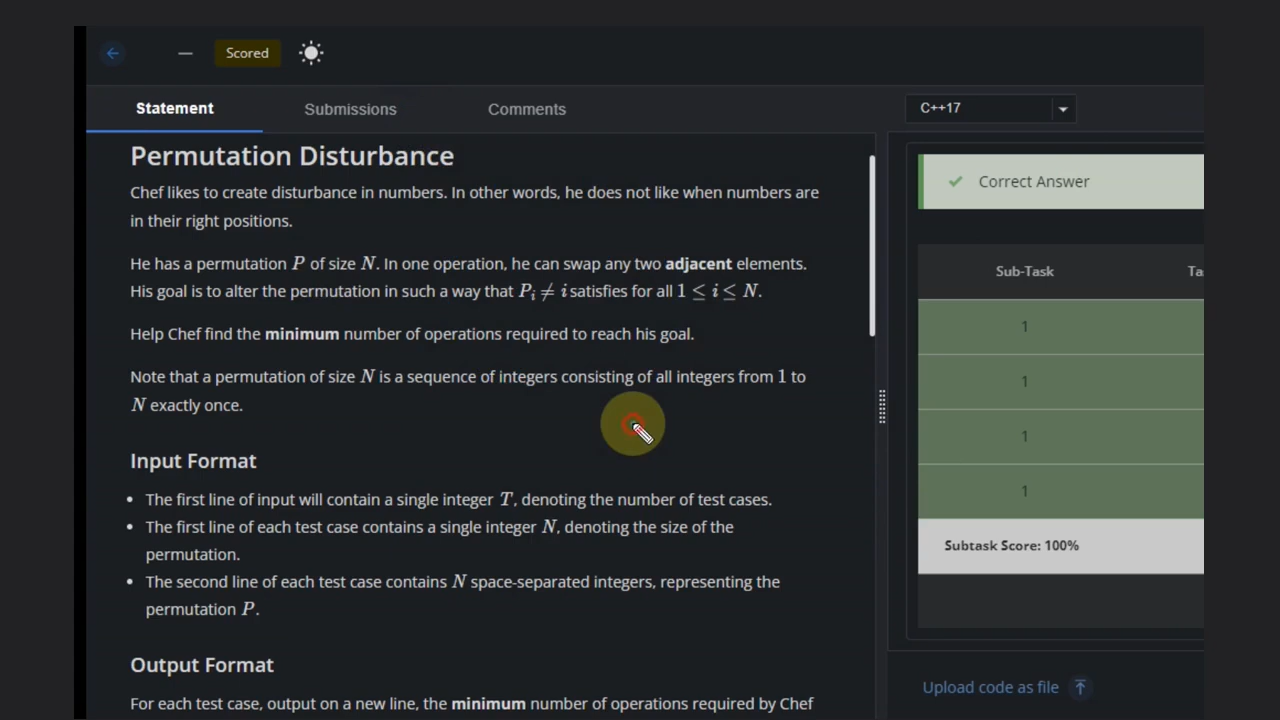 Scored
Statement Submissions Comments
C++17
Permutation Disturbance
Chef likes to create disturbance in numbers. In other words, he does not like when numbers are
in their right positions.
He has a permutation P of size N. In one operation, he can swap any two adjacent elements.
His goal is to alter the permutation in such a way that P_i ≠ i satisfies for all 1 ≤ i ≤ N.
Help Chef find the minimum number of operations required to reach his goal.
Note that a permutation of size N is a sequence of integers consisting of all integers from 1 to
N exactly once.
Input Format
• The first line of input will contain a single integer T, denoting the number of test cases.
• The first line of each test case contains a single integer N, denoting the size of the
permutation.
• The second line of each test case contains N space-separated integers, representing the
permutation P.
Output Format
For each test case, output on a new line, the minimum number of operations required by Chef
Correct Answer
Sub-Task Ta
1
1
1
1
Subtask Score: 100%
Upload code as file